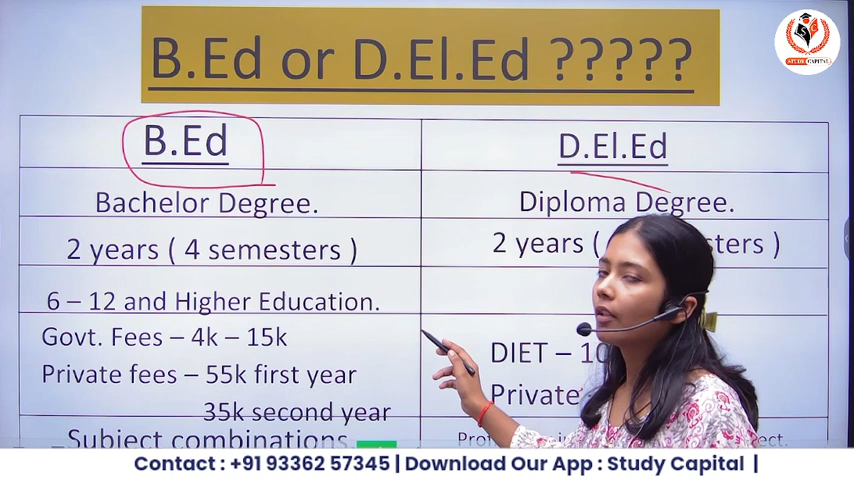 B.Ed or D.El.Ed ?????
STUDY CAPITAL
B.Ed
D.El.Ed
Bachelor Degree.
Diploma Degree.
2 years ( 4 semesters )
2 years (
sters )
6 – 12 and Higher Education.
Govt. Fees – 4k – 15k
DIET –
Private fees – 55k first year
Private
35k second year
Subject combinations
Contact : +91 93362 57345 | Download Our App : Study Capital |